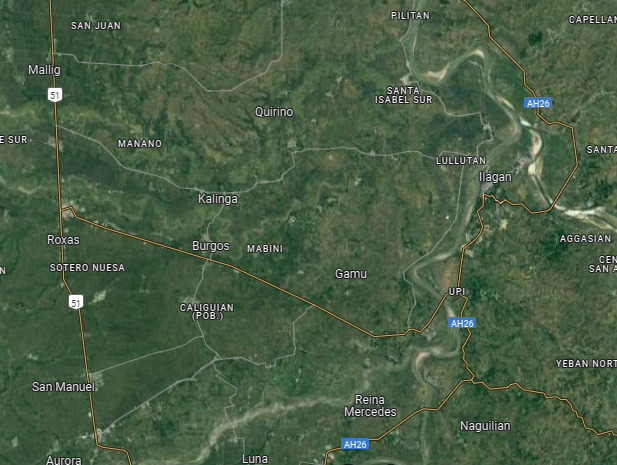 PILITAN
CAPELLAN
SAN JUAN
Mallig
51
SANTA
ISABEL SUR
AH26
Quirino
E SUR
MANANO
SANTA
LULLUTAN
Ilagan
Kalinga
Roxas
Burgos
MABINI
AGGASIAN
N
SOTERO NUESA
Gamu
CEN
SAN A
51
UPI
CALIGUIAN
(POB.)
AH26
YEBAN NORT
San Manuel
Reina
Mercedes
Naguilian
AH26
Aurora
Luna